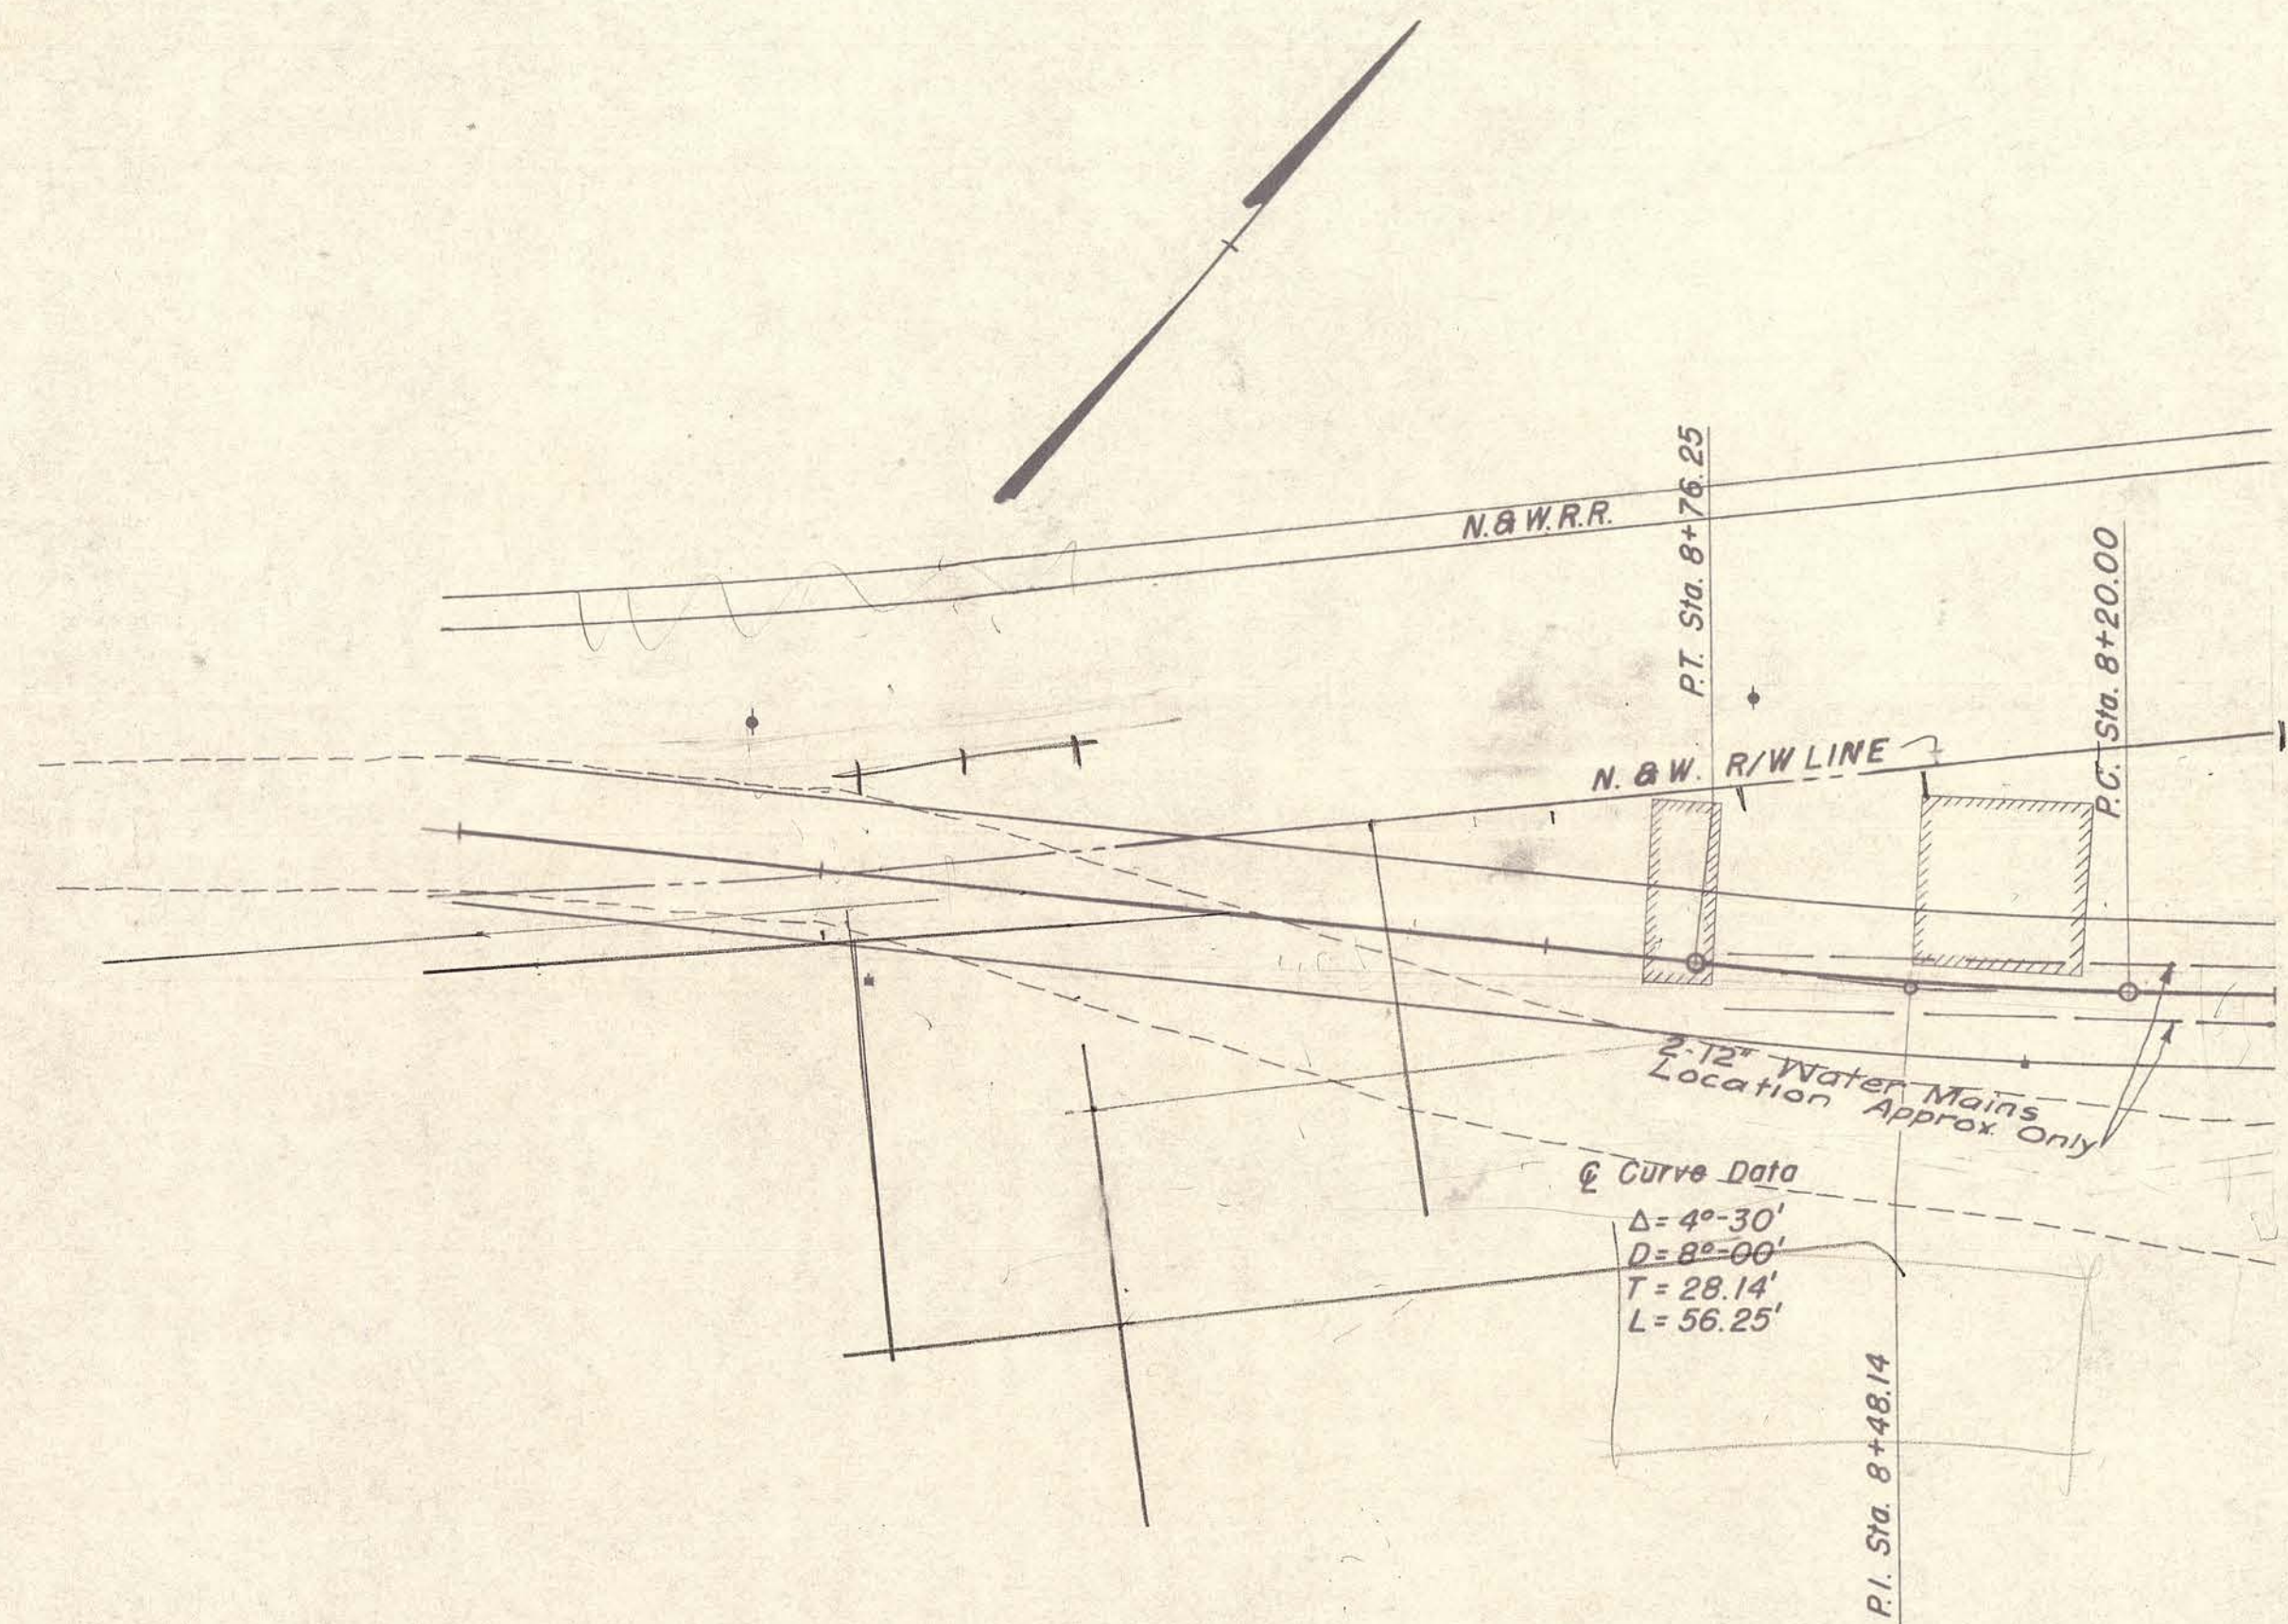 N. & W. R.R.
P.T. Sta. 8+76.25
P.C. Sta. 8+20.00
N. & W. R/W LINE
2-12" Water Mains
Location Approx. Only
℄ Curve Data
Δ = 4°-30'
D = 8°-00'
T = 28.14'
L = 56.25'
P.I. Sta. 8+48.14